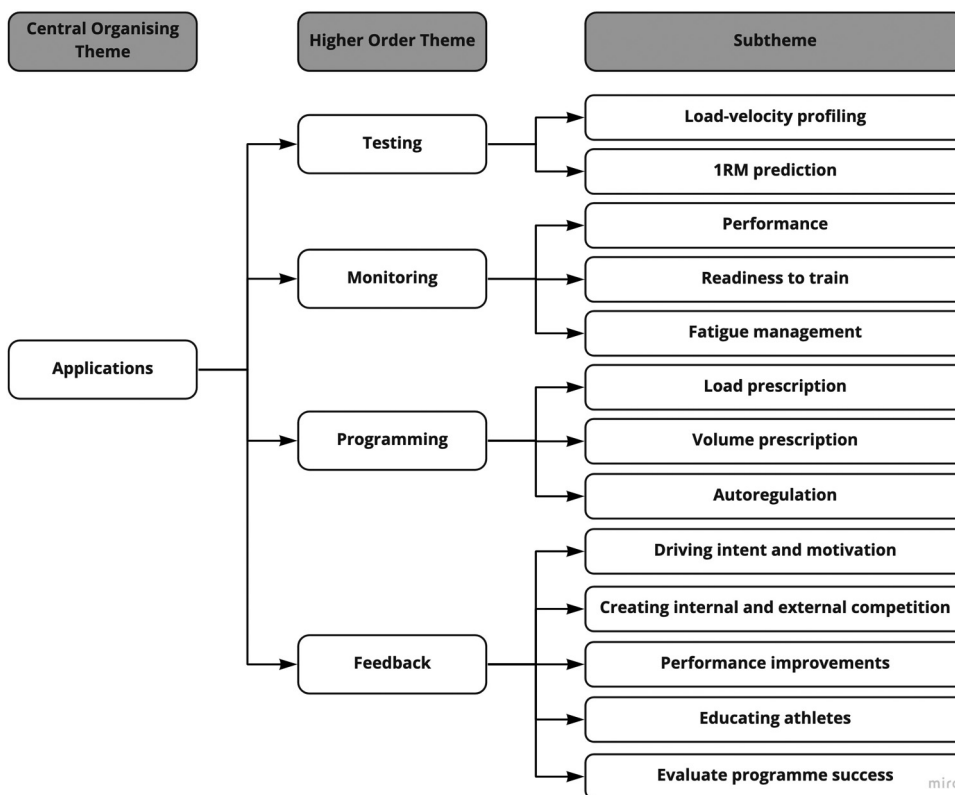 Central Organising
Theme
Higher Order Theme
Subtheme
Testing
Load-velocity profiling
1RM prediction
Monitoring
Performance
Readiness to train
Fatigue management
Applications
Programming
Load prescription
Volume prescription
Autoregulation
Feedback
Driving intent and motivation
Creating internal and external competition
Performance improvements
Educating athletes
Evaluate programme success